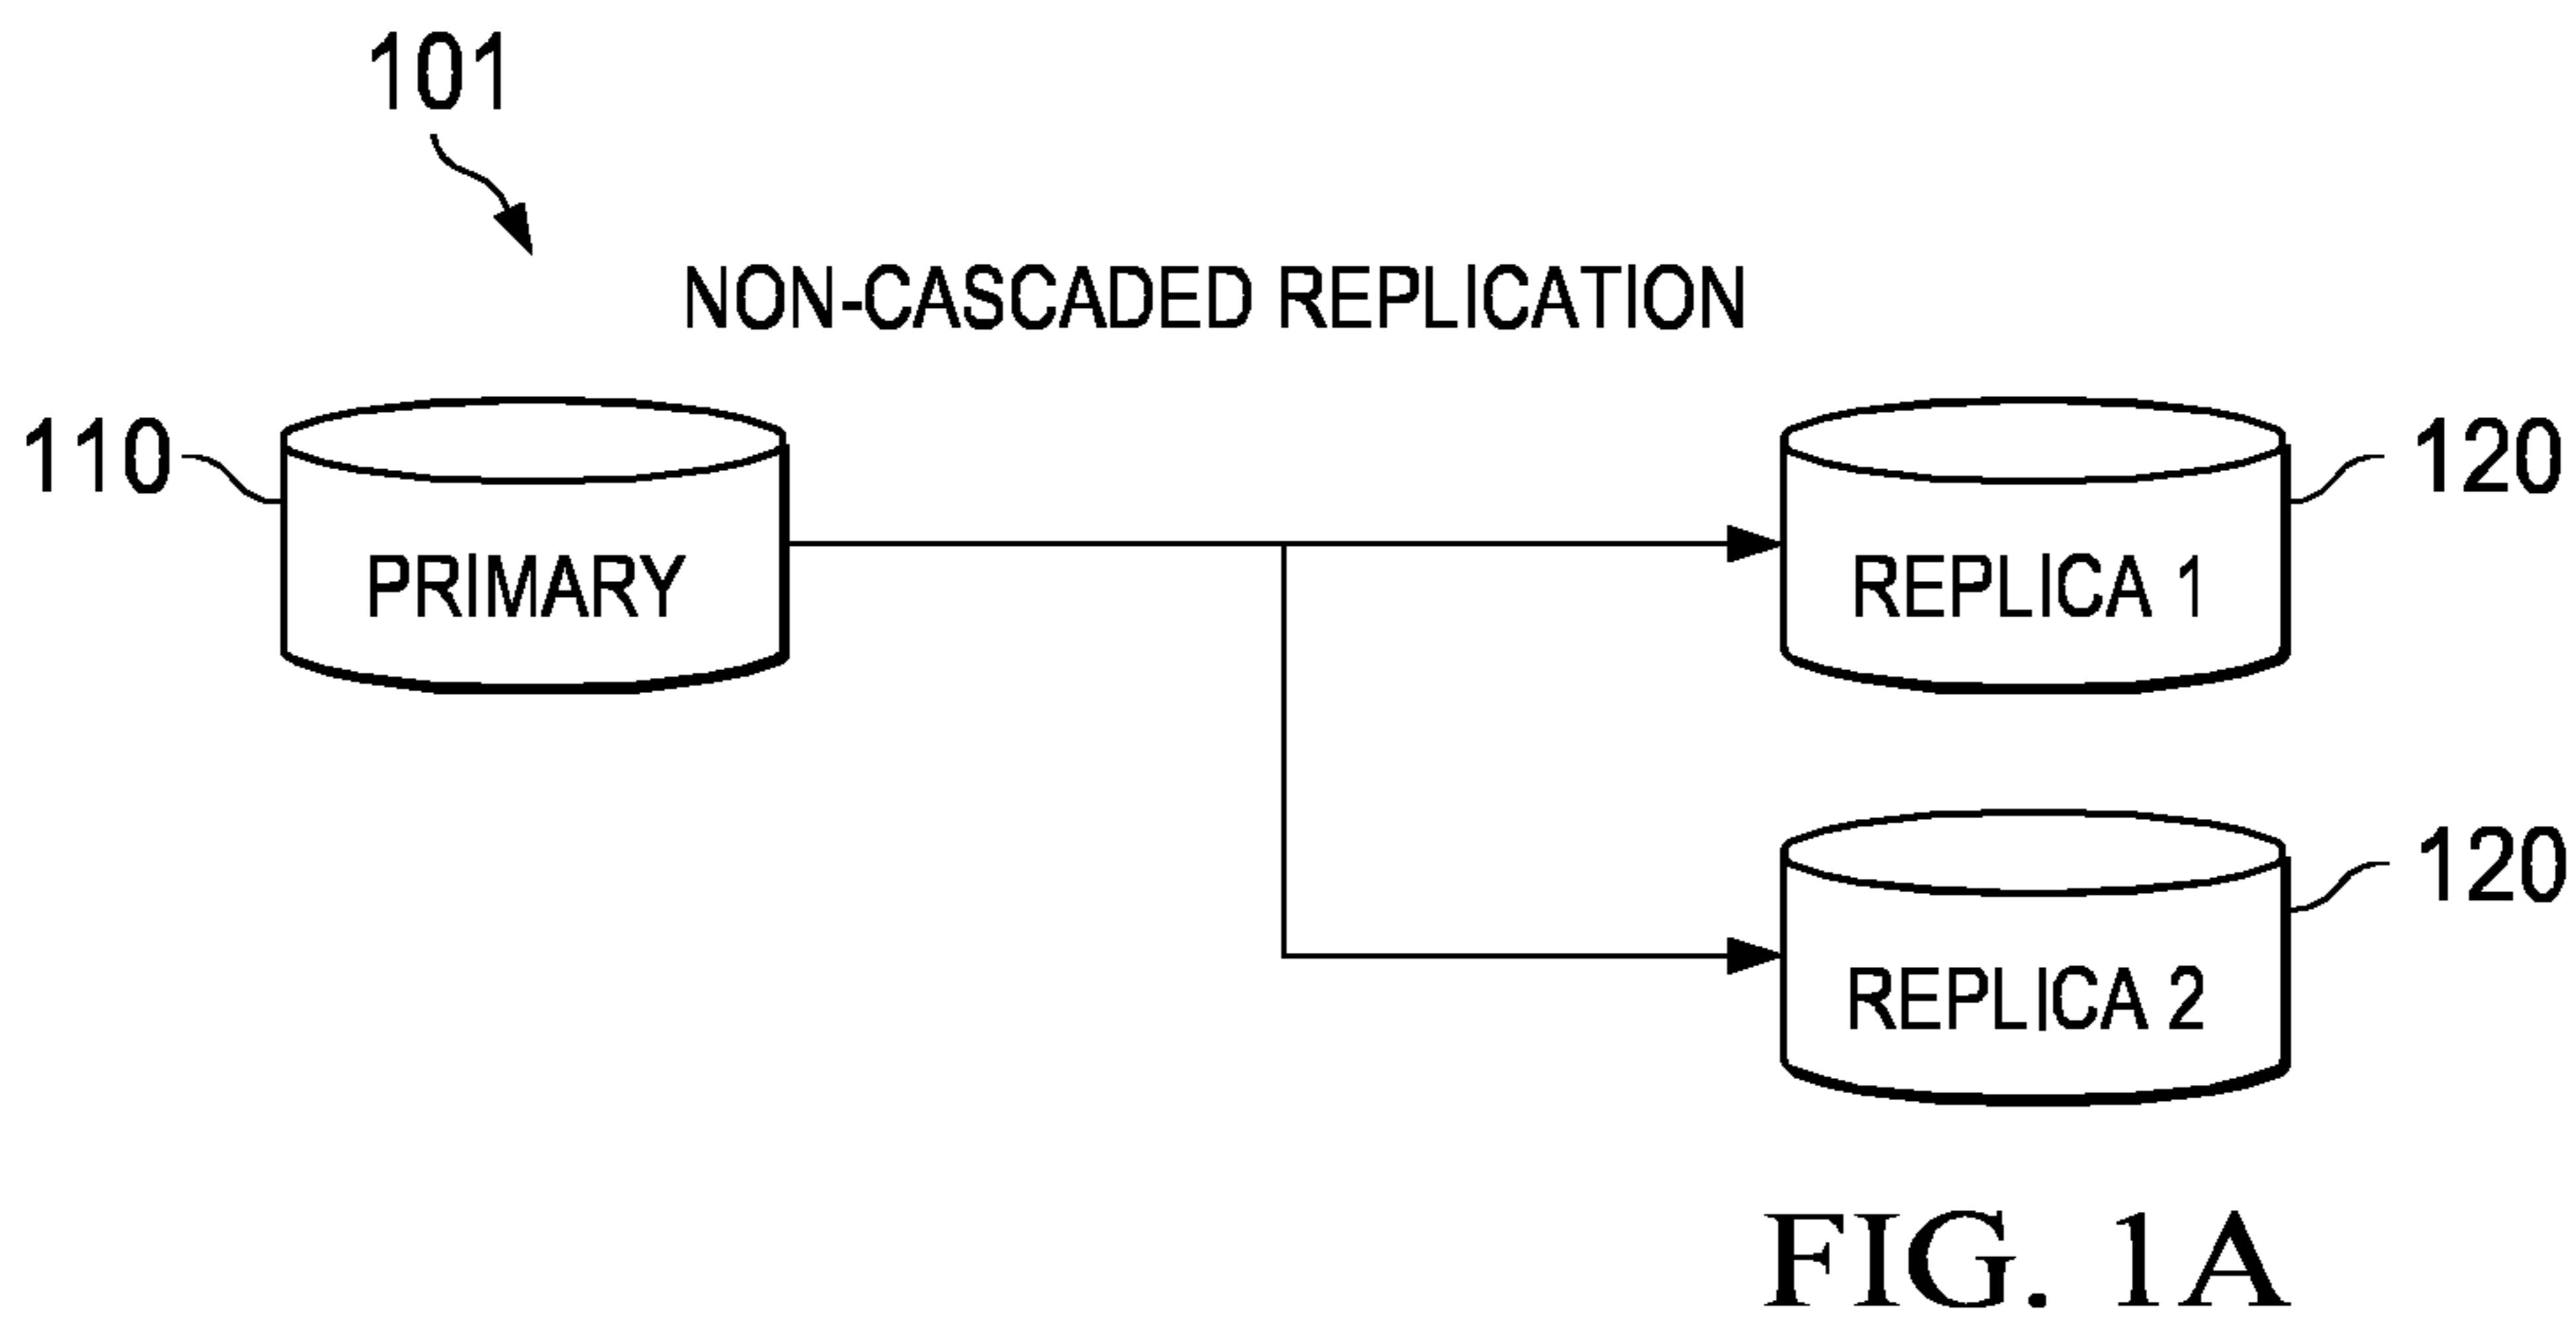 101
NON-CASCADED REPLICATION
110
PRIMARY
REPLICA 1
120
REPLICA 2
120
FIG. 1A